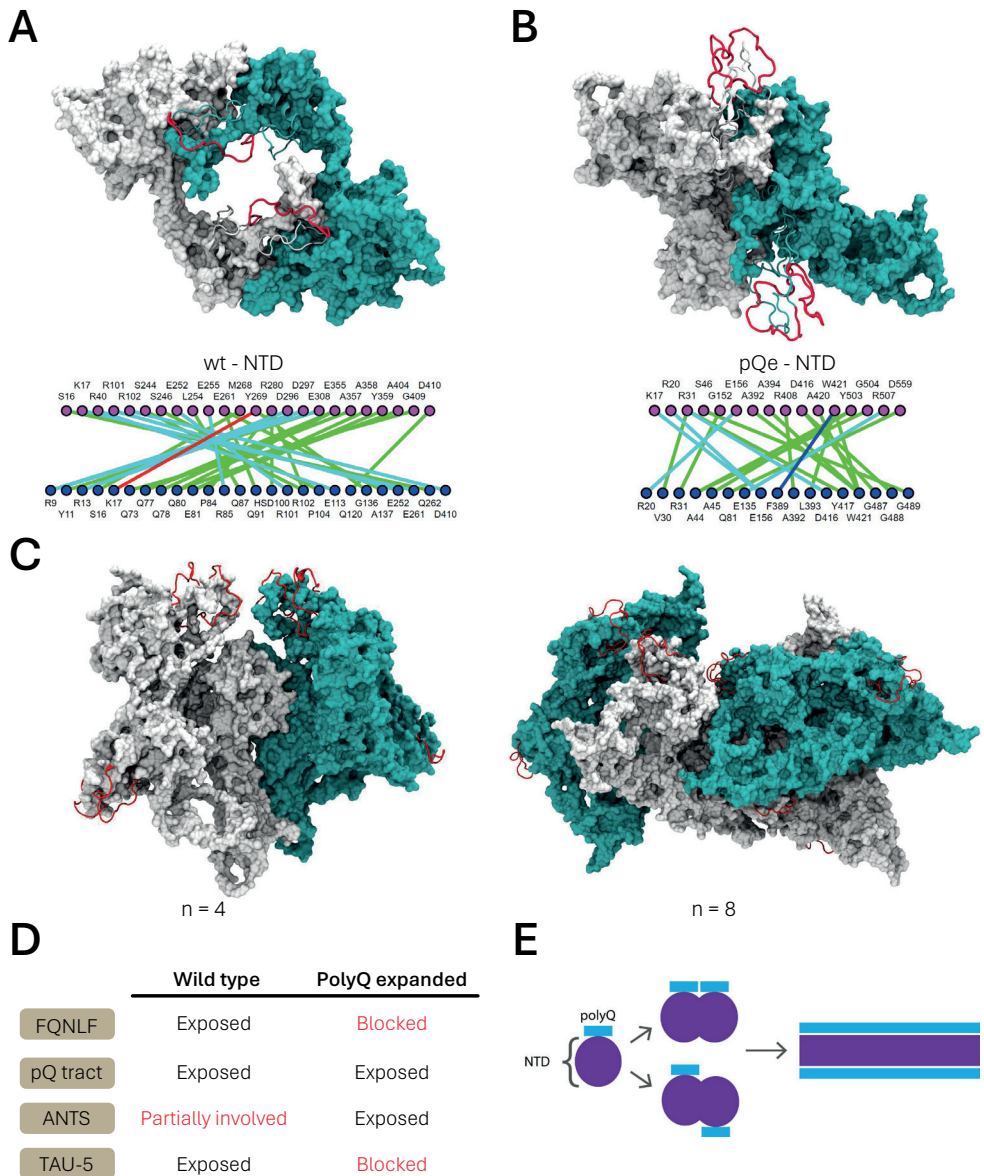 A
B
wt - NTD
K17 R101 S244 E252 E255 M268 R280 D297 E355 A358 A404 D410
S16 R40 R102 S246 L254 E261 Y269 D296 E308 A357 Y359 G409
R9 R13 K17 Q77 Q80 P84 Q87 HSD100 R102 E113 G136 E252 Q262
Y11 S16 Q73 Q78 E81 R85 Q91 R101 P104 Q120 A137 E261 D410
pQe - NTD
R20 S46 E156 A394 D416 W421 G504 D559
K17 R31 G152 A392 R408 A420 Y503 R507
R20 R31 A45 E135 F389 L393 Y417 G487 G489
V30 A44 Q81 E156 A392 D416 W421 G488
C
n = 4
n = 8
D
Wild type PolyQ expanded
FQNLF Exposed Blocked
pQ tract Exposed Exposed
ANTS Partially involved Exposed
TAU-5 Exposed Blocked
E
polyQ
NTD